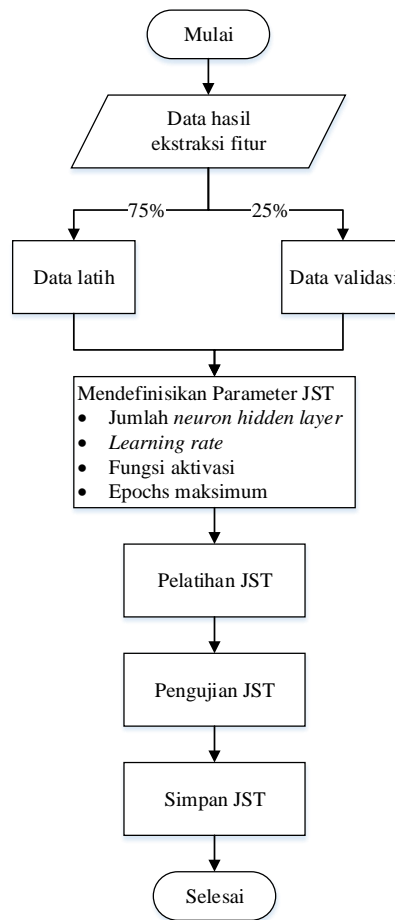 Mulai
Data hasil
ekstraksi fitur
75%
25%
Data latih
Data validasi
Mendefinisikan Parameter JST
• Jumlah neuron hidden layer
• Learning rate
• Fungsi aktivasi
• Epochs maksimum
Pelatihan JST
Pengujian JST
Simpan JST
Selesai